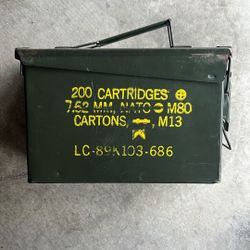 200 CARTRIDGES
7.62 MM, NATO M80
CARTONS, M13
LC-89K103-686